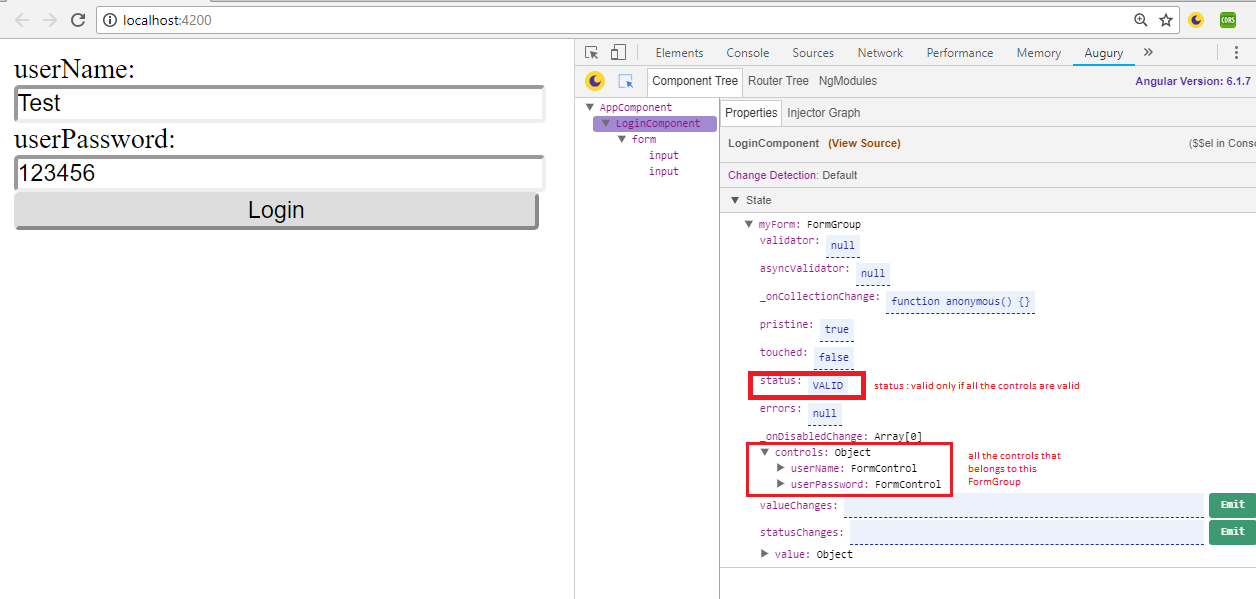 localhost:4200
CORS
userName:
Test
userPassword:
123456
Login
Elements Console Sources Network Performance Memory Augury »
Component Tree Router Tree NgModules Angular Version: 6.1.7
AppComponent
LoginComponent
form
input
input
Properties Injector Graph
LoginComponent (View Source) ($$el in Conso
Change Detection: Default
State
myForm: FormGroup
validator: null
asyncValidator: null
_onCollectionChange: function anonymous() {}
pristine: true
touched: false
status: VALID status : valid only if all the controls are valid
errors: null
_onDisabledChange: Array[0]
controls: Object
userName: FormControl
userPassword: FormControl
all the controls that
belongs to this
FormGroup
valueChanges: Emit
statusChanges: Emit
value: Object